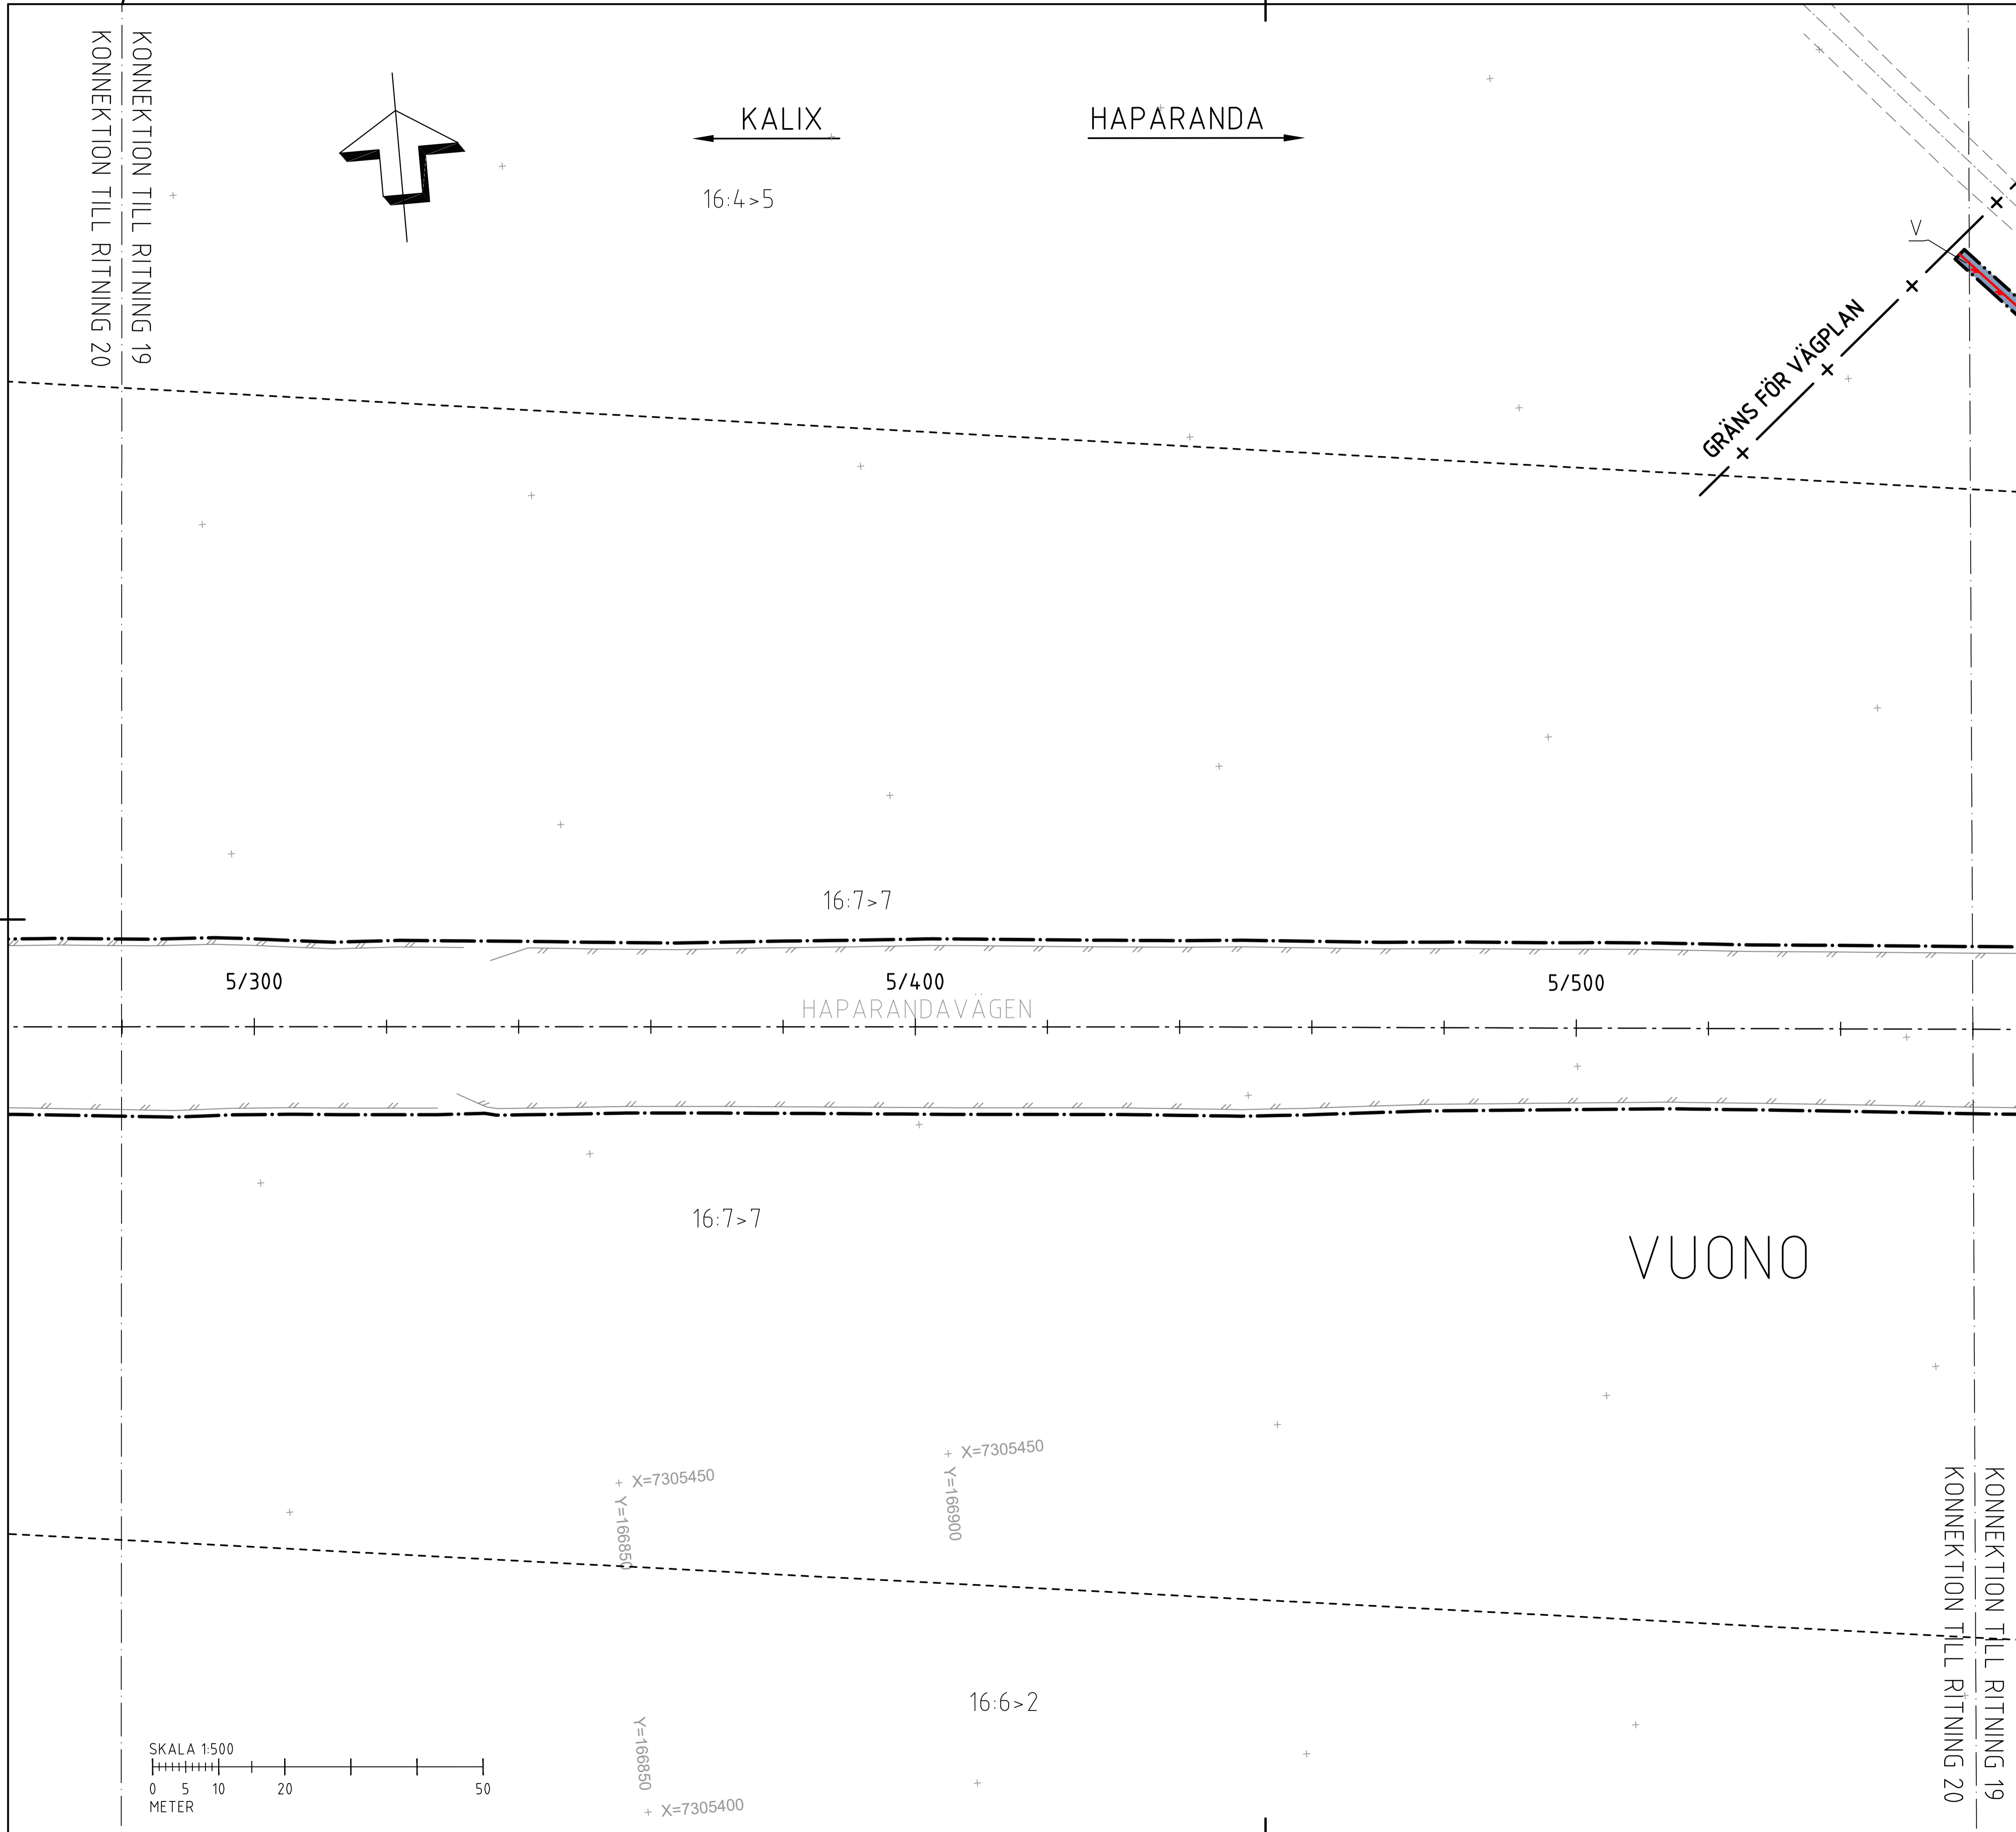 KONNEKTION TILL RITNING 20
KONNEKTION TILL RITNING 19
KALIX
HAPARANDA
16:4>5
V
GRÄNS FÖR VÄGPLAN
16:7>7
5/300
5/400
5/500
HAPARANDAVÄGEN
16:7>7
VUONO
X=7305450
Y=166850
X=7305450
Y=166900
KONNEKTION TILL RITNING 20
KONNEKTION TILL RITNING 19
16:6>2
SKALA 1:500
0 5 10 20 50
METER
Y=166850
X=7305400